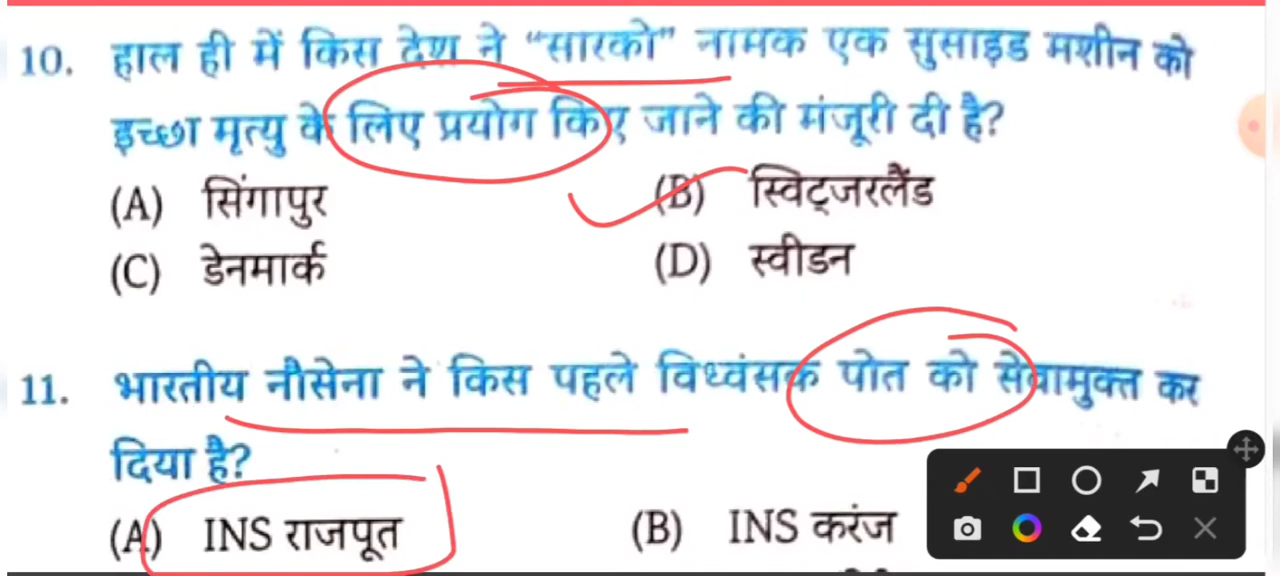 10. हाल ही में किस देश ने “सारको” नामक एक सुसाइड मशीन को
इच्छा मृत्यु के लिए प्रयोग किए जाने की मंजूरी दी है?
(A) सिंगापुर (B) स्विट्जरलैंड
(C) डेनमार्क (D) स्वीडन
11. भारतीय नौसेना ने किस पहले विध्वंसक पोत को सेवामुक्त कर
दिया है?
(A) INS राजपूत (B) INS करंज